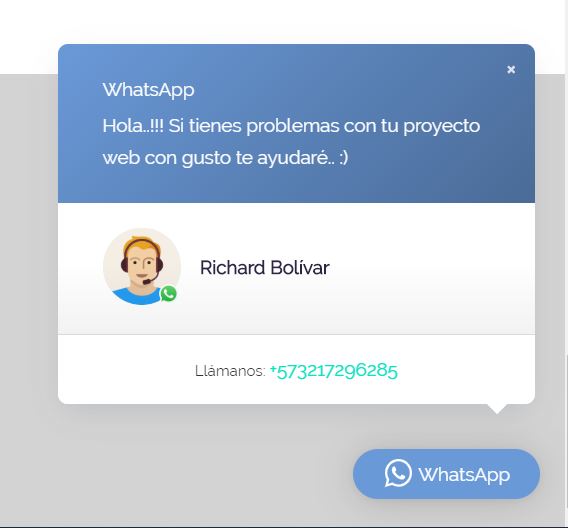 WhatsApp
Hola..!!! Si tienes problemas con tu proyecto
web con gusto te ayudaré.. :)
Richard Bolívar
Llámanos: +573217296285
WhatsApp